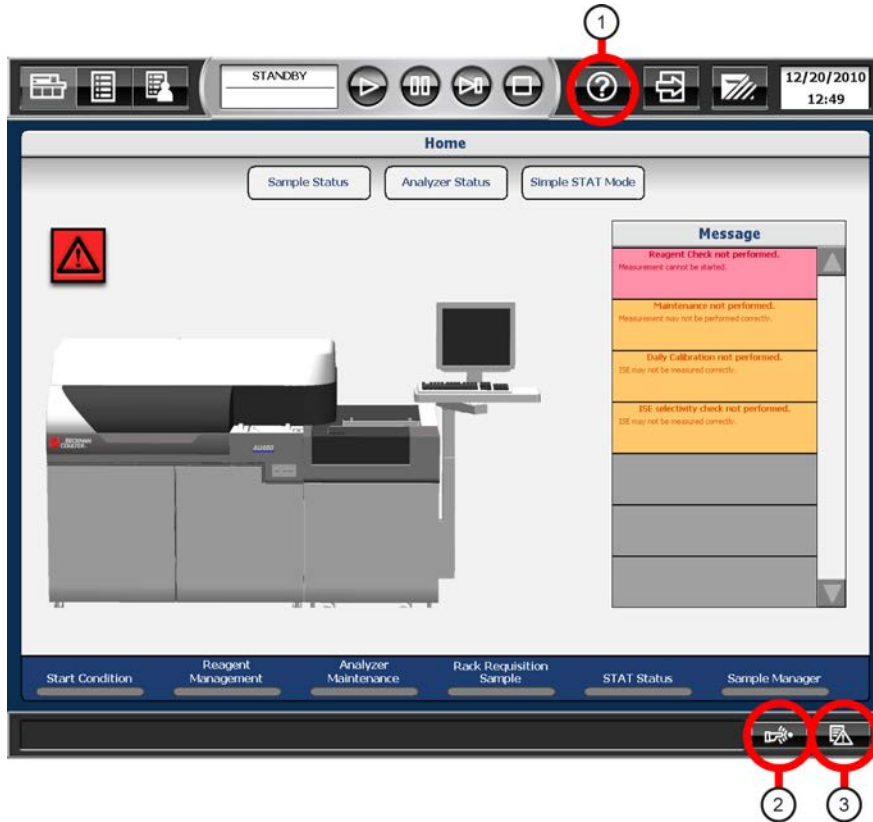 1
STANDBY
12/20/2010
12:49
Home
Sample Status
Analyzer Status
Simple STAT Mode
Message
Reagent Check not performed.
Measurement cannot be started.
Maintenance not performed.
Measurement may not be performed correctly.
Daily Calibration not performed.
ISE may not be measured correctly.
ISE selectivity check not performed.
ISE may not be measured correctly.
BECKMAN
COULTER
AU680
Start Condition
Reagent
Management
Analyzer
Maintenance
Rack Requisition
Sample
STAT Status
Sample Manager
2
3